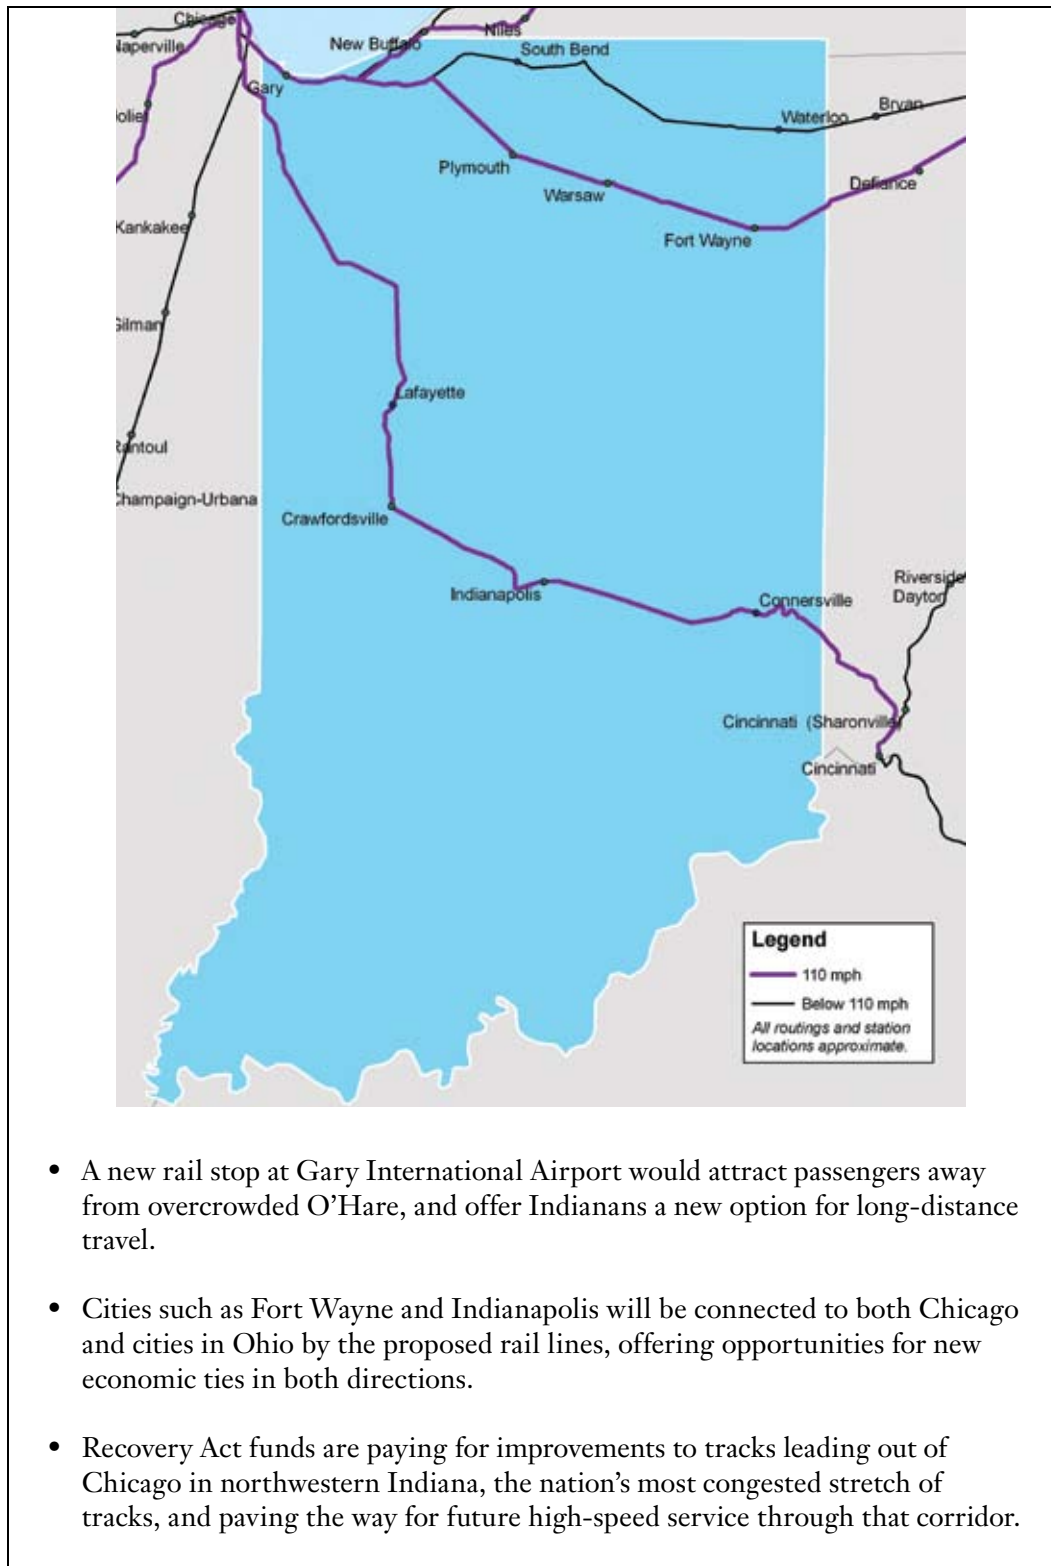 Chicago
Naperville
New Buffalo
Niles
South Bend
Gary
Joliet
Waterloo
Bryan
Plymouth
Warsaw
Defiance
Fort Wayne
Kankakee
Gilman
Lafayette
Rantoul
Champaign-Urbana
Crawfordsville
Indianapolis
Connersville
Riverside
Dayton
Cincinnati (Sharonville)
Cincinnati
Legend
110 mph
Below 110 mph
All routings and station
locations approximate.
• A new rail stop at Gary International Airport would attract passengers away
from overcrowded O’Hare, and offer Indianans a new option for long-distance
travel.
• Cities such as Fort Wayne and Indianapolis will be connected to both Chicago
and cities in Ohio by the proposed rail lines, offering opportunities for new
economic ties in both directions.
• Recovery Act funds are paying for improvements to tracks leading out of
Chicago in northwestern Indiana, the nation’s most congested stretch of
tracks, and paving the way for future high-speed service through that corridor.